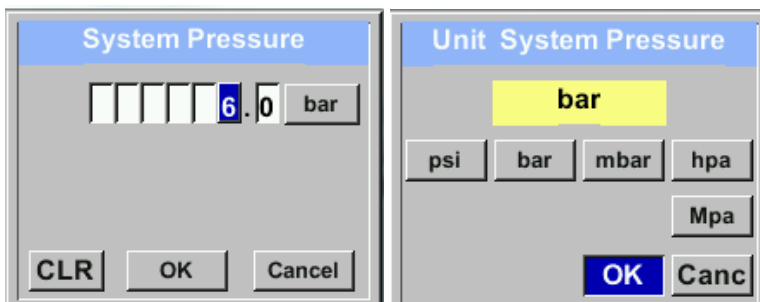 System Pressure
6.0 bar
CLR OK Cancel
Unit System Pressure
bar
psi bar mbar hpa
Mpa
OK Canc